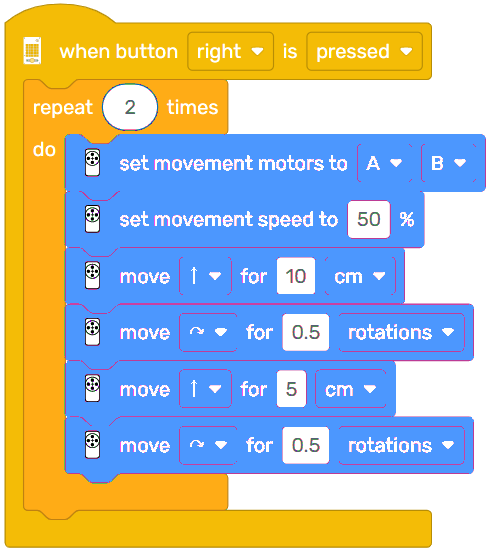 when button right is pressed
repeat 2 times
do
set movement motors to A B
set movement speed to 50 %
move ↑ for 10 cm
move ↷ for 0.5 rotations
move ↑ for 5 cm
move ↷ for 0.5 rotations